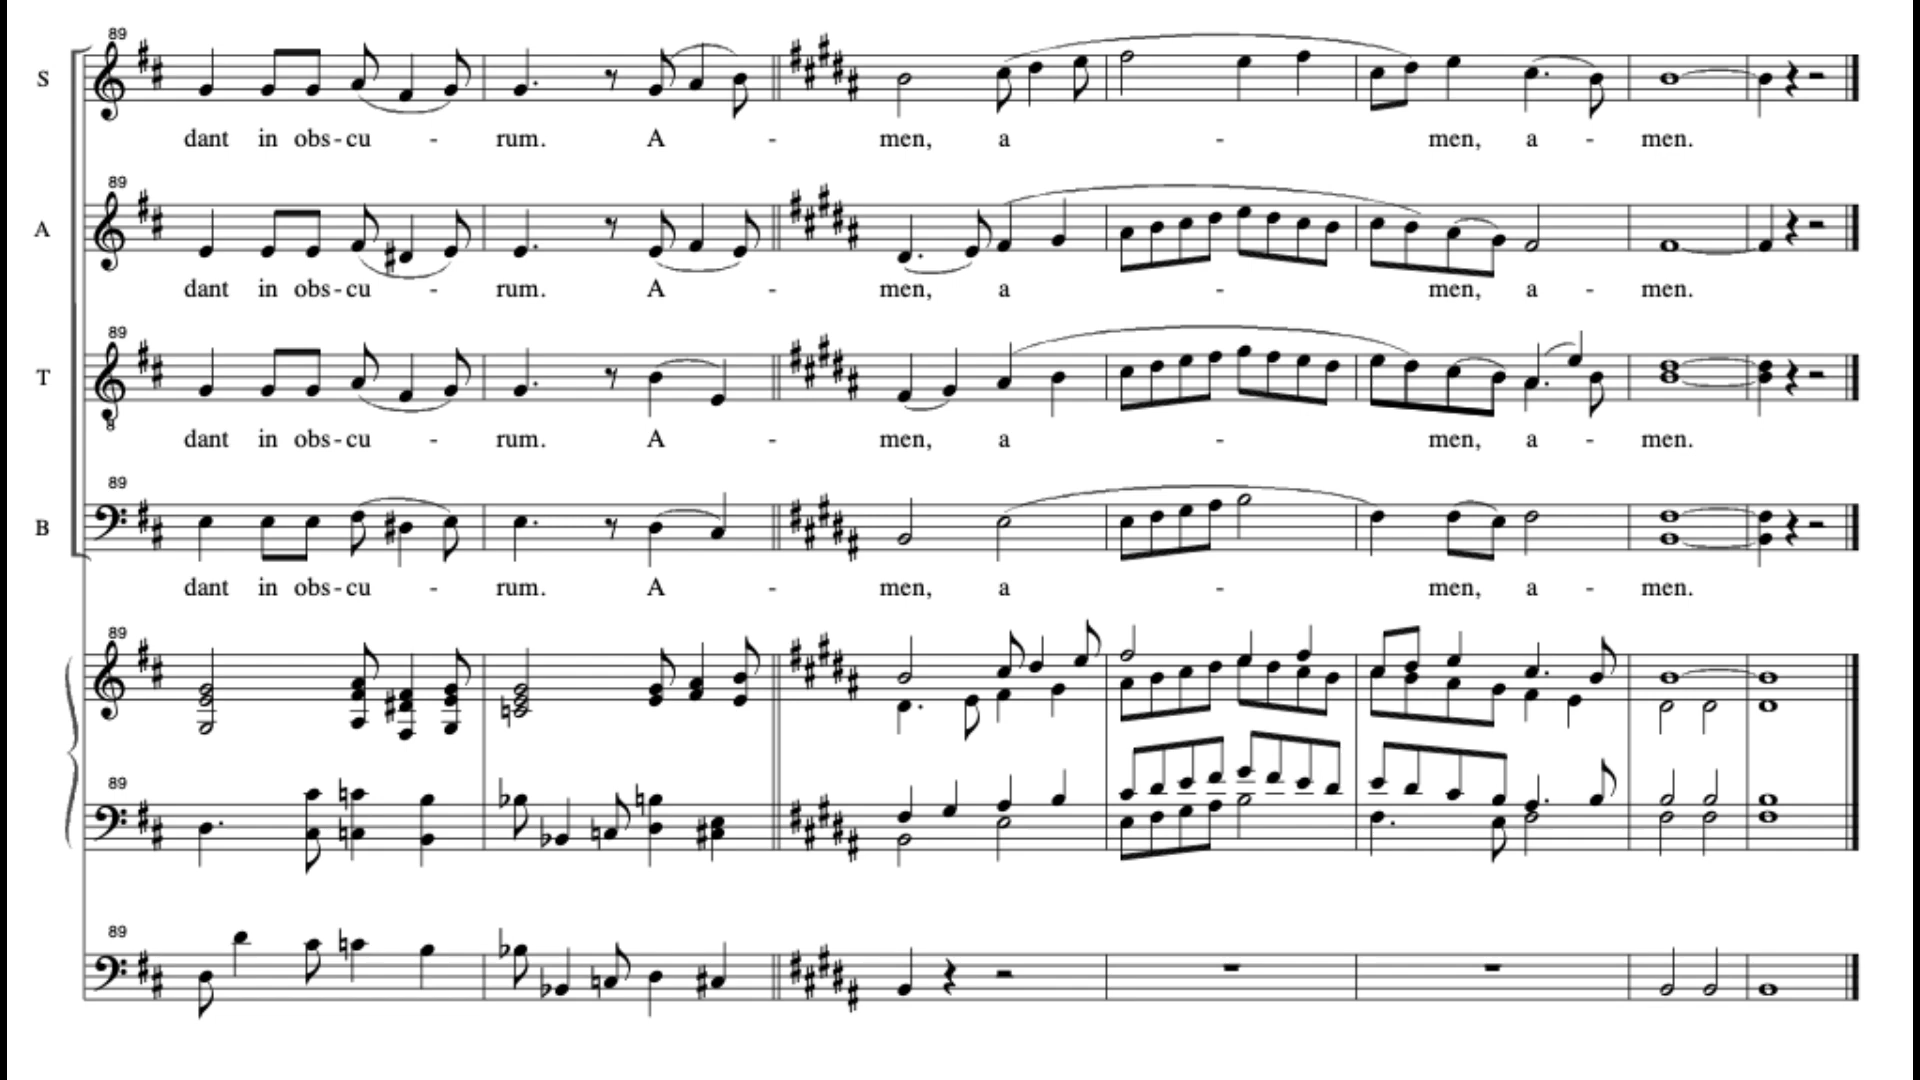 89
S
dant in obs-cu - rum. A - men, a - men, a - men.
89
A
dant in obs-cu - rum. A - men, a - men, a - men.
89
T
8
dant in obs-cu - rum. A - men, a - men, a - men.
89
B
dant in obs-cu - rum. A - men, a - men, a - men.
89
89
89